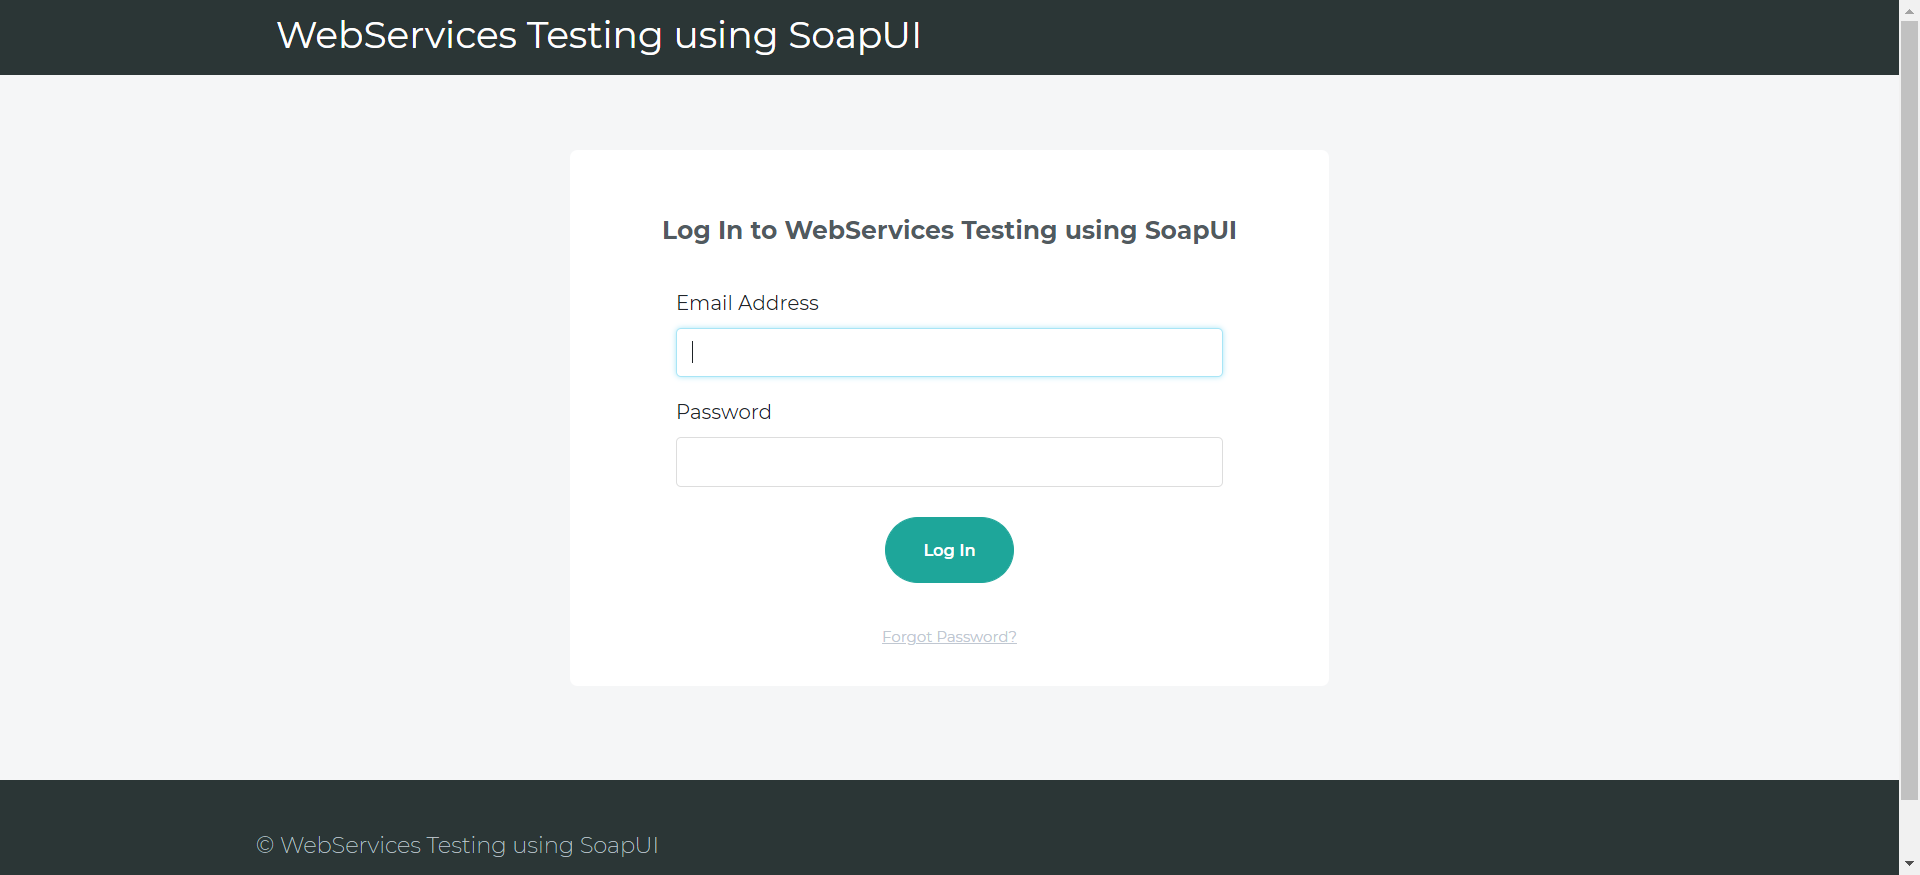 WebServices Testing using SoapUI
Log In to WebServices Testing using SoapUI
Email Address
Password
Log In
Forgot Password?
© WebServices Testing using SoapUI